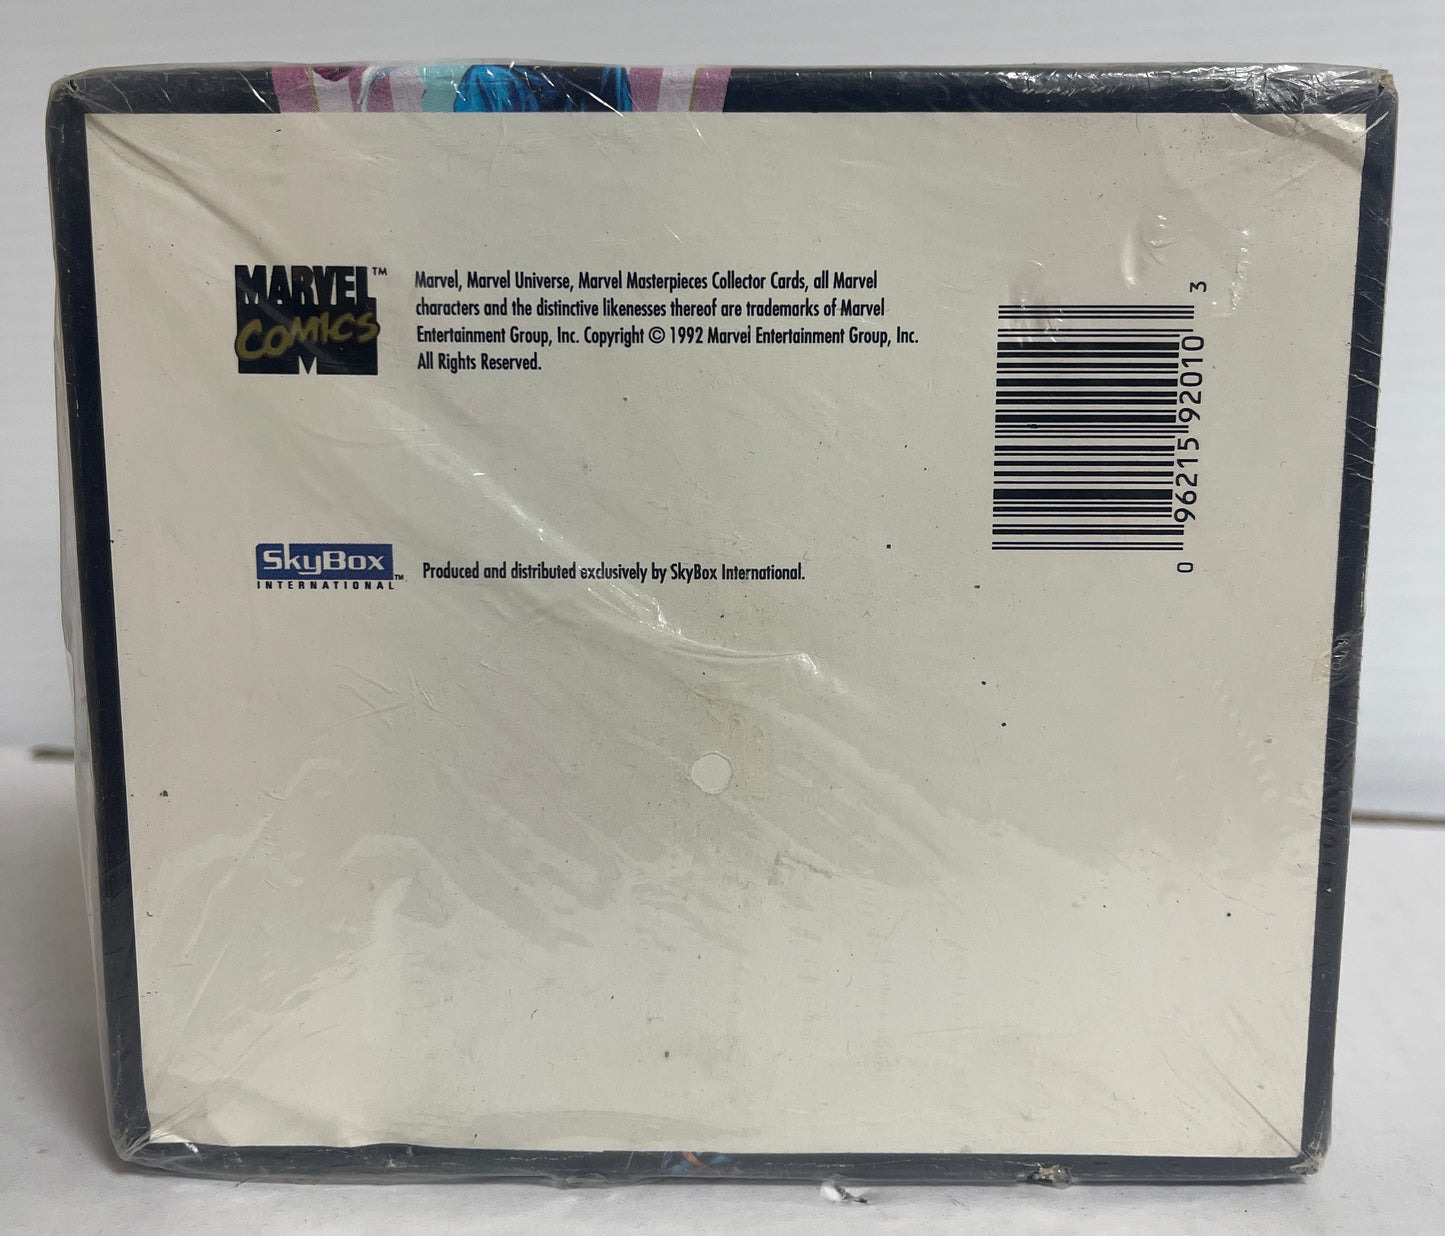 MARVEL™
COMICS
Marvel, Marvel Universe, Marvel Masterpieces Collector Cards, all Marvel
characters and the distinctive likenesses thereof are trademarks of Marvel
Entertainment Group, Inc. Copyright © 1992 Marvel Entertainment Group, Inc.
All Rights Reserved.
0 96215 92010 3
SkyBox
INTERNATIONAL™
Produced and distributed exclusively by SkyBox International.